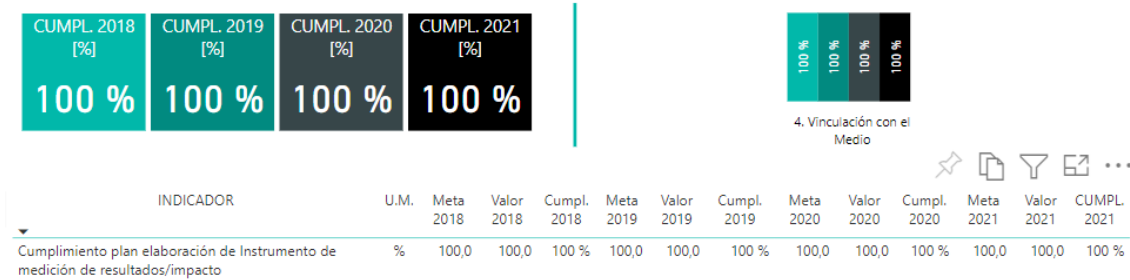 CUMPL. 2018 CUMPL. 2019 CUMPL. 2020 CUMPL. 2021
[%] [%] [%] [%]
100 % 100 % 100 % 100 %
100 % 100 % 100 % 100 %
4. Vinculación con el
Medio
INDICADOR U.M. Meta Valor Cumpl. Meta Valor Cumpl. Meta Valor Cumpl. Meta Valor CUMPL.
2018 2018 2018 2019 2019 2019 2020 2020 2020 2021 2021 2021
Cumplimiento plan elaboración de Instrumento de % 100,0 100,0 100 % 100,0 100,0 100 % 100,0 100,0 100 % 100,0 100,0 100 %
medición de resultados/impacto